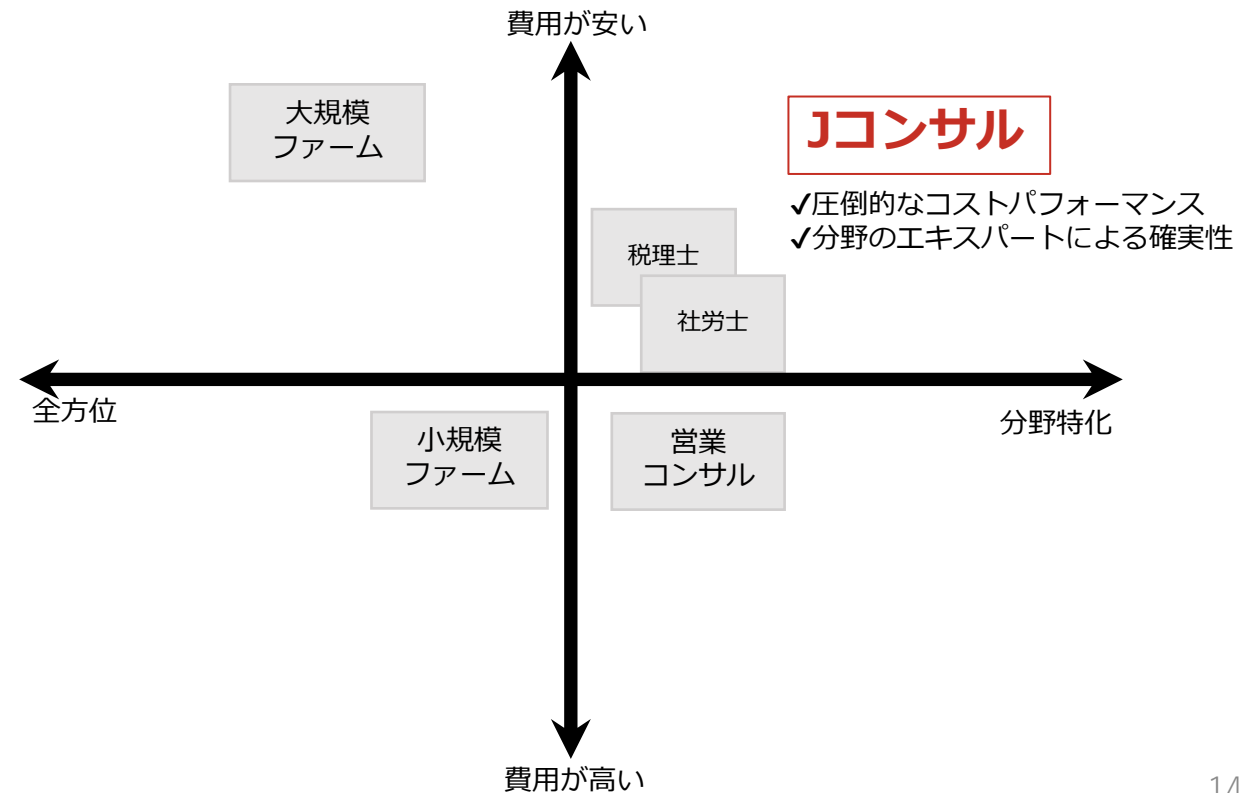 費用が安い
大規模
ファーム
Jコンサル
✓圧倒的なコストパフォーマンス
✓分野のエキスパートによる確実性
税理士
社労士
全方位
分野特化
小規模
ファーム
営業
コンサル
費用が高い
14